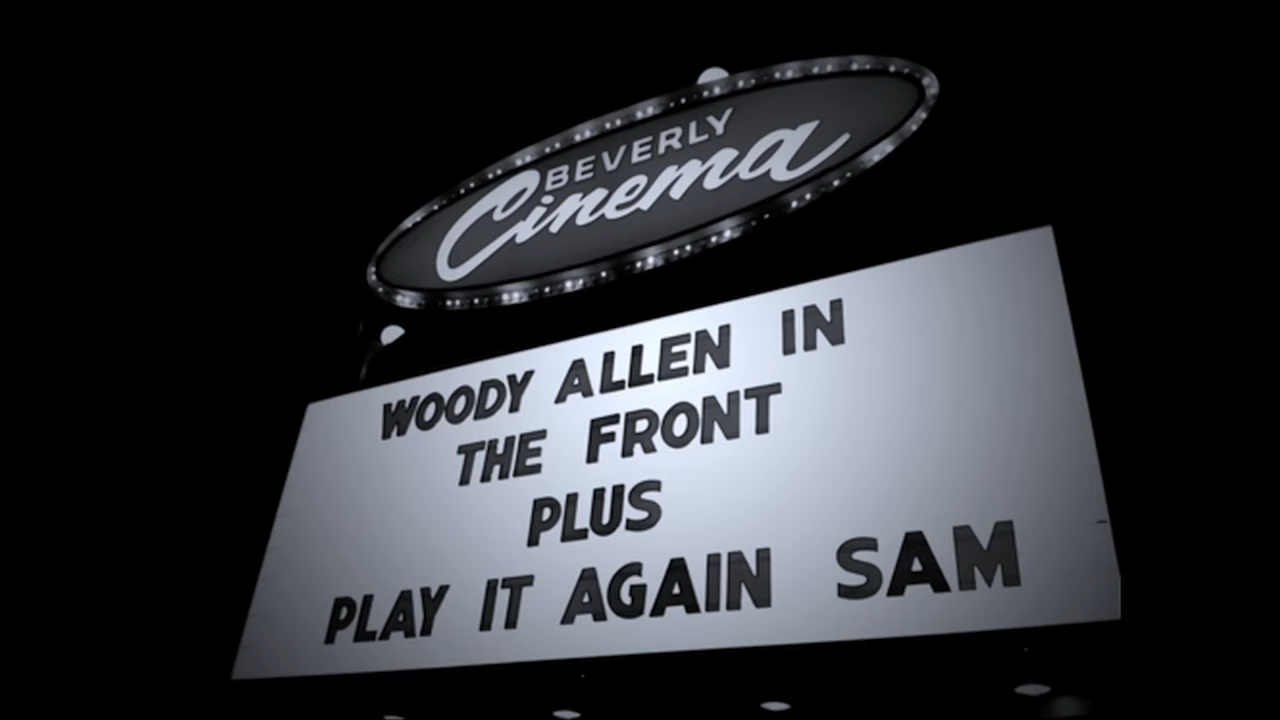 BEVERLY
Cinema
WOODY ALLEN IN
THE FRONT
PLUS
PLAY IT AGAIN SAM